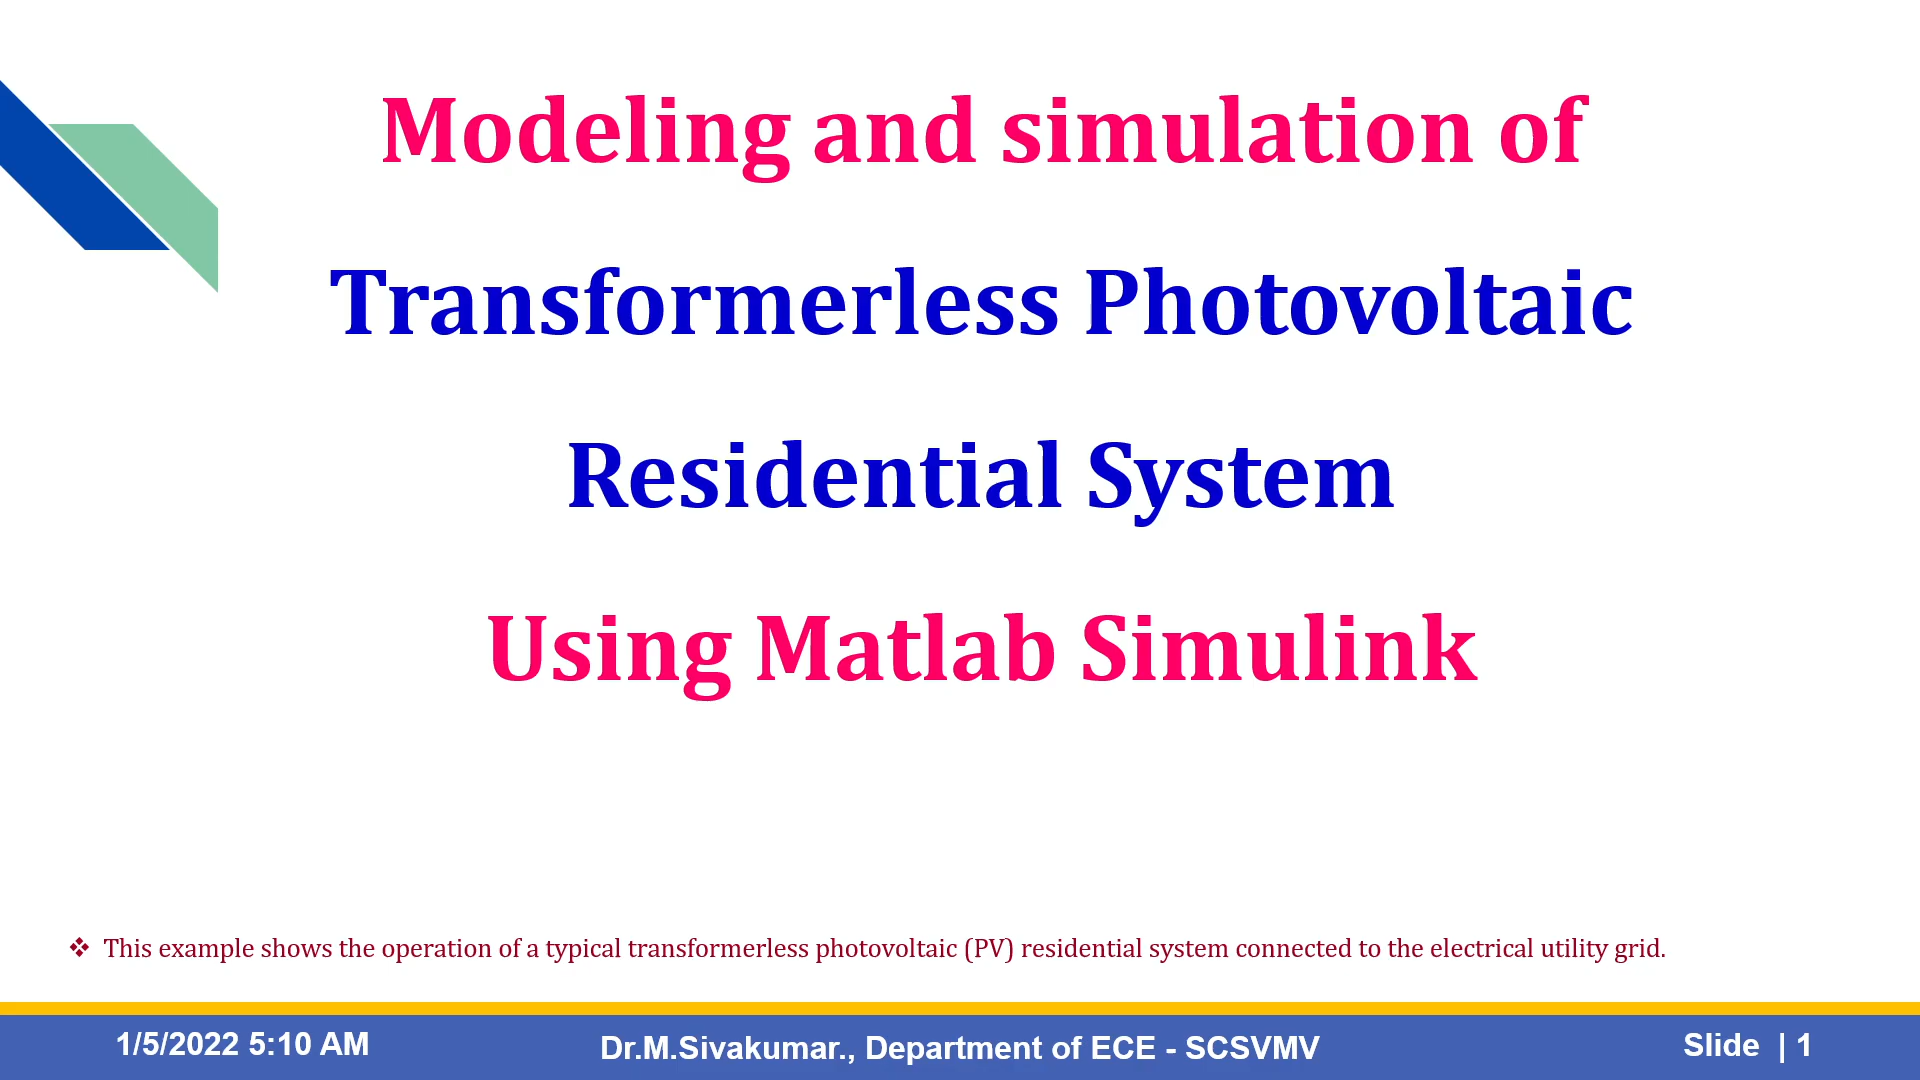 Modeling and simulation of
Transformerless Photovoltaic
Residential System
Using Matlab Simulink
❖ This example shows the operation of a typical transformerless photovoltaic (PV) residential system connected to the electrical utility grid.
1/5/2022 5:10 AM
Dr.M.Sivakumar., Department of ECE - SCSVMV
Slide | 1